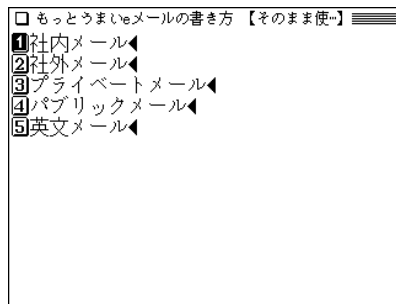 もっとうまいeメールの書き方 【そのまま使…】
1社内メール◀
2社外メール◀
3プライベートメール◀
4パブリックメール◀
5英文メール◀